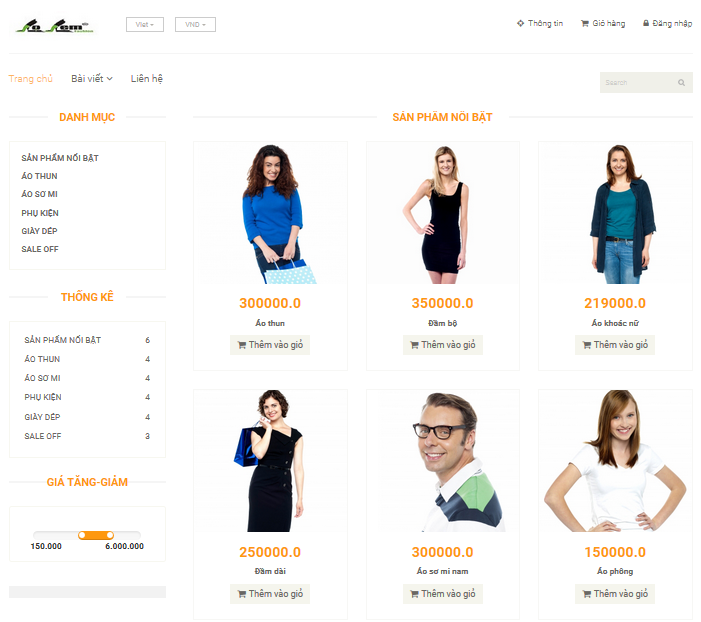 Viet
VND
Thông tin
Giỏ hàng
Đăng nhập
Trang chủ
Bài viết
Liên hệ
Search
DANH MỤC
SẢN PHẨM NỔI BẬT
ÁO THUN
ÁO SƠ MI
PHỤ KIỆN
GIÀY DÉP
SALE OFF
THỐNG KÊ
SẢN PHẨM NỔI BẬT 6
ÁO THUN 4
ÁO SƠ MI 4
PHỤ KIỆN 4
GIÀY DÉP 4
SALE OFF 3
GIÁ TĂNG-GIẢM
150.000 6.000.000
SẢN PHẨM NỔI BẬT
300000.0
Áo thun
Thêm vào giỏ
350000.0
Đầm bộ
Thêm vào giỏ
219000.0
Áo khoác nữ
Thêm vào giỏ
250000.0
Đầm dài
Thêm vào giỏ
300000.0
Áo sơ mi nam
Thêm vào giỏ
150000.0
Áo phông
Thêm vào giỏ